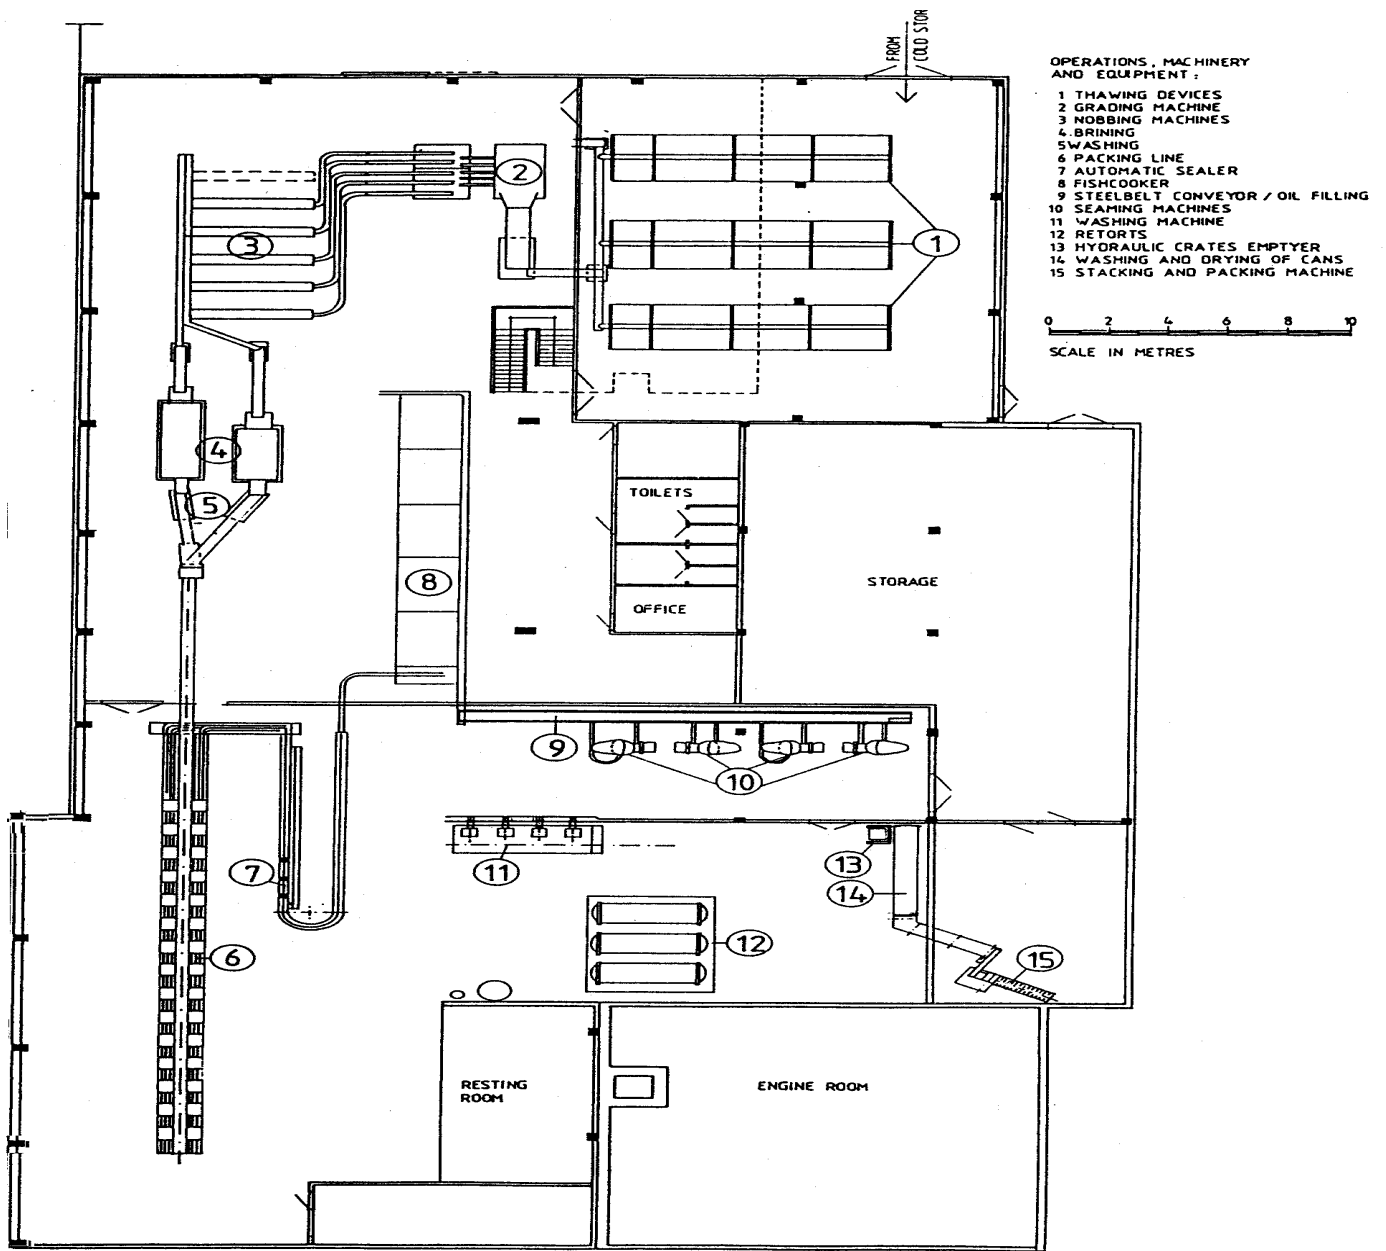 FROM
COLD STOR
OPERATIONS, MACHINERY
AND EQUIPMENT :
1 THAWING DEVICES
2 GRADING MACHINE
3 NOBBING MACHINES
4.BRINING
5WASHING
6 PACKING LINE
7 AUTOMATIC SEALER
8 FISHCOOKER
9 STEELBELT CONVEYOR / OIL FILLING
10 SEAMING MACHINES
11 WASHING MACHINE
12 RETORTS
13 HYDRAULIC CRATES EMPTYER
14 WASHING AND DRYING OF CANS
15 STACKING AND PACKING MACHINE
0 2 4 6 8 10
SCALE IN METRES
2
3
1
4
5
TOILETS
8
STORAGE
OFFICE
9
10
7
11
13
14
6
12
15
RESTING
ROOM
ENGINE ROOM